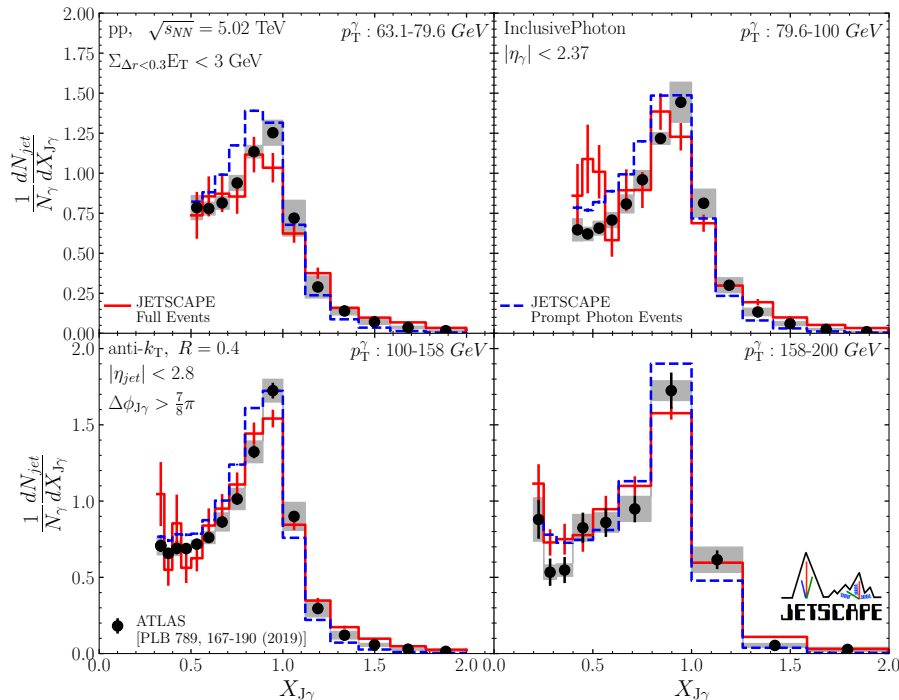 pp, √s_NN = 5.02 TeV
p_T^γ : 63.1-79.6 GeV
Σ_Δr<0.3 E_T < 3 GeV
InclusivePhoton
p_T^γ : 79.6-100 GeV
|η_γ| < 2.37
2.00
1.75
1.50
1.25
1.00
0.75
0.50
0.25
0.00
1/N_γ dN_jet/dX_Jγ
JETSCAPE
Full Events
JETSCAPE
Prompt Photon Events
anti-k_T, R = 0.4
p_T^γ : 100-158 GeV
|η_jet| < 2.8
Δϕ_Jγ > 7/8 π
p_T^γ : 158-200 GeV
2.0
1.5
1.0
0.5
0.0
1/N_γ dN_jet/dX_Jγ
ATLAS
[PLB 789, 167-190 (2019)]
JETSCAPE
0.0 0.5 1.0 1.5 2.0
0.5 1.0 1.5 2.0
X_Jγ
X_Jγ